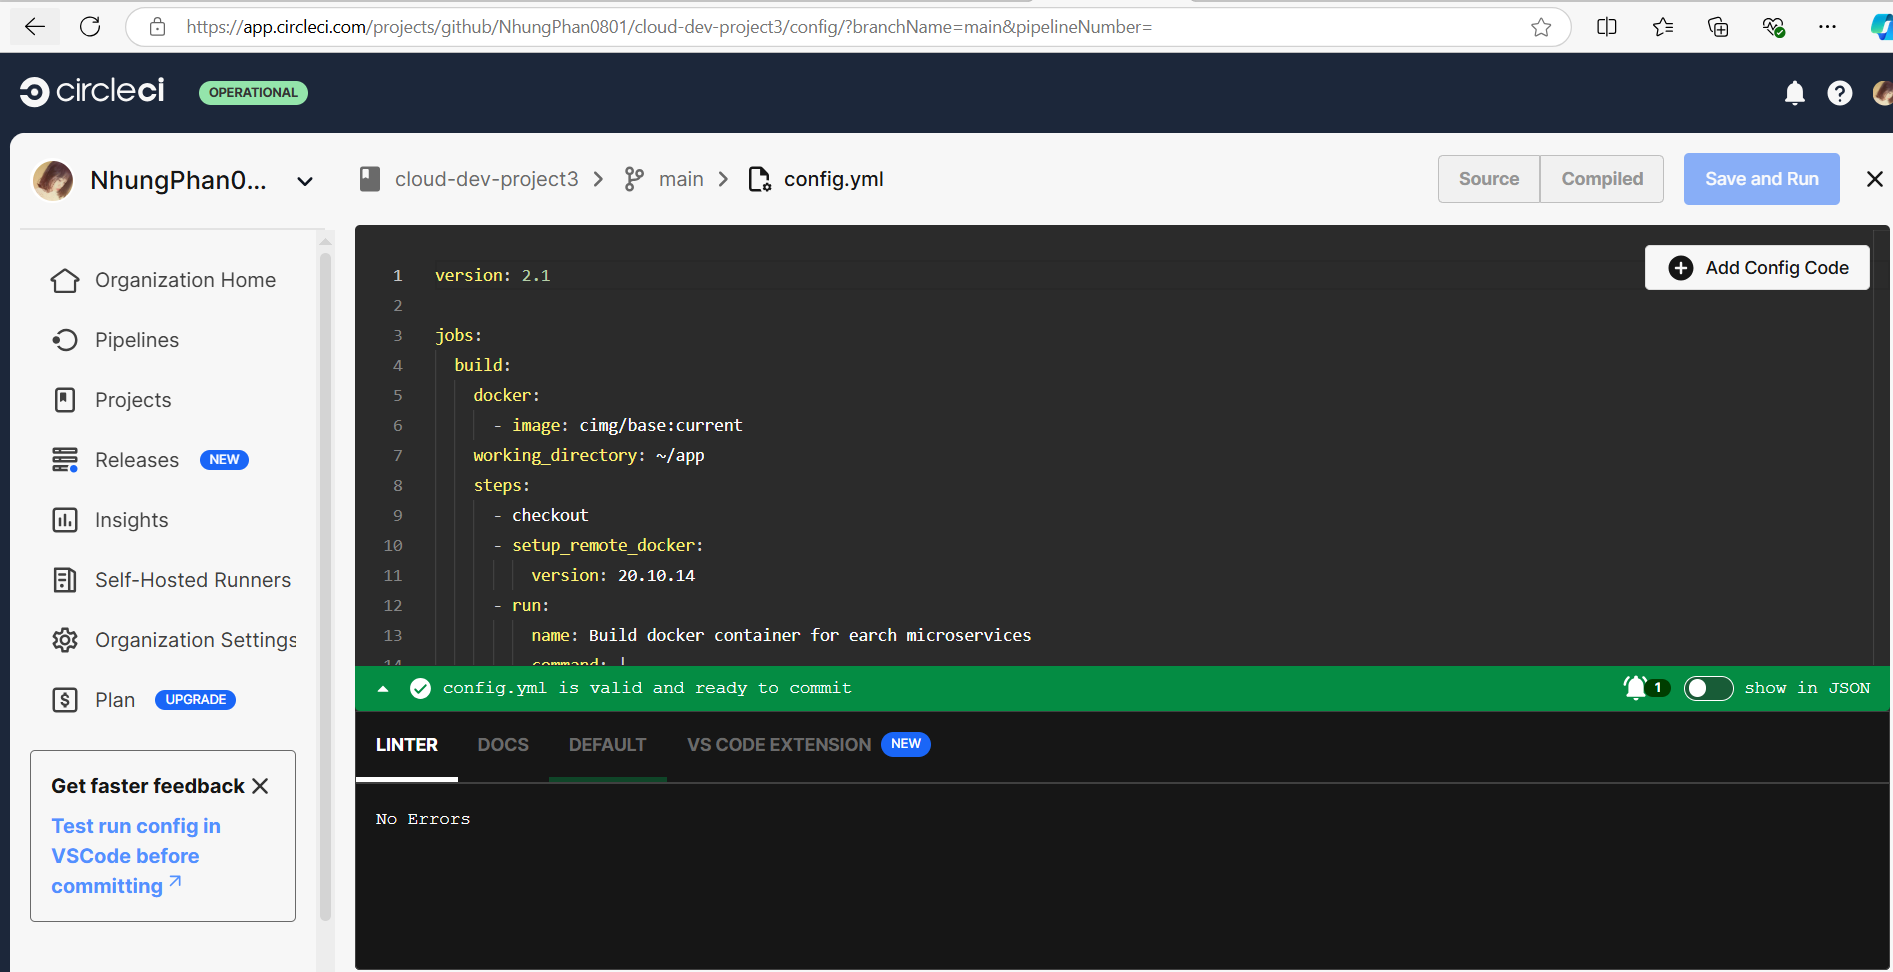 https://app.circleci.com/projects/github/NhungPhan0801/cloud-dev-project3/config/?branchName=main&pipelineNumber=
circleci
OPERATIONAL
NhungPhan0...
cloud-dev-project3
main
config.yml
Source
Compiled
Save and Run
Organization Home
Pipelines
Projects
Releases NEW
Insights
Self-Hosted Runners
Organization Settings
Plan UPGRADE
Get faster feedback
Test run config in
VSCode before
committing
Add Config Code
1 version: 2.1
2
3 jobs:
4 build:
5 docker:
6 - image: cimg/base:current
7 working_directory: ~/app
8 steps:
9 - checkout
10 - setup_remote_docker:
11 version: 20.10.14
12 - run:
13 name: Build docker container for earch microservices
14 command: |
config.yml is valid and ready to commit
1
show in JSON
LINTER
DOCS
DEFAULT
VS CODE EXTENSION NEW
No Errors